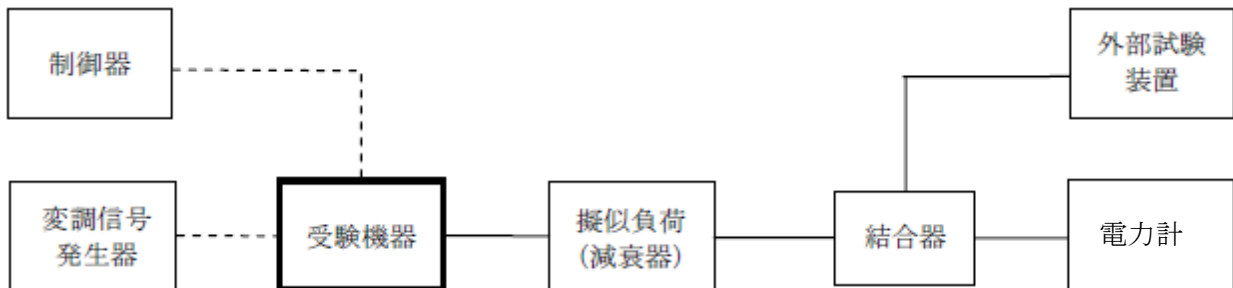 制御器
外部試験
装置
変調信号
発生器
受験機器
擬似負荷
(減衰器)
結合器
電力計